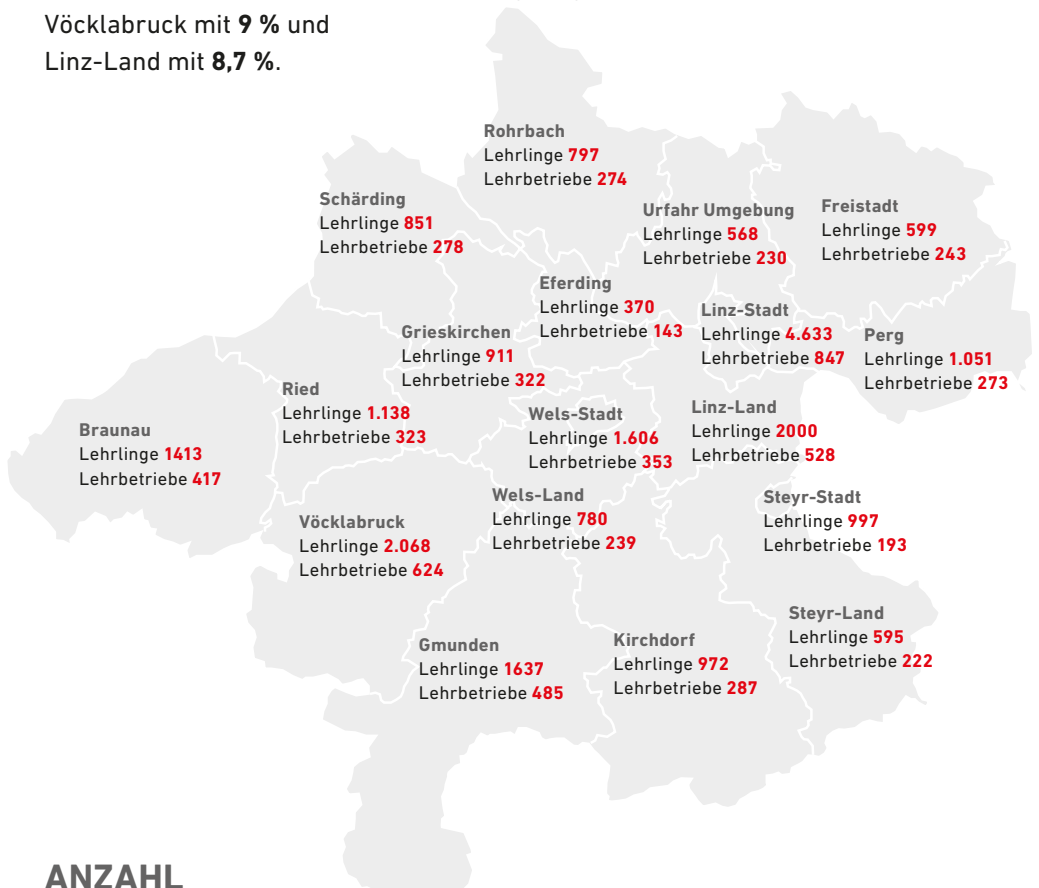 Vöcklabruck mit 9 % und
Linz-Land mit 8,7 %.
Rohrbach
Lehrlinge 797
Lehrbetriebe 274
Schärding
Lehrlinge 851
Lehrbetriebe 278
Urfahr Umgebung
Lehrlinge 568
Lehrbetriebe 230
Freistadt
Lehrlinge 599
Lehrbetriebe 243
Eferding
Lehrlinge 370
Lehrbetriebe 143
Linz-Stadt
Lehrlinge 4.633
Lehrbetriebe 847
Perg
Lehrlinge 1.051
Lehrbetriebe 273
Grieskirchen
Lehrlinge 911
Lehrbetriebe 322
Ried
Lehrlinge 1.138
Lehrbetriebe 323
Braunau
Lehrlinge 1413
Lehrbetriebe 417
Wels-Stadt
Lehrlinge 1.606
Lehrbetriebe 353
Linz-Land
Lehrlinge 2000
Lehrbetriebe 528
Wels-Land
Lehrlinge 780
Lehrbetriebe 239
Steyr-Stadt
Lehrlinge 997
Lehrbetriebe 193
Vöcklabruck
Lehrlinge 2.068
Lehrbetriebe 624
Steyr-Land
Lehrlinge 595
Lehrbetriebe 222
Gmunden
Lehrlinge 1637
Lehrbetriebe 485
Kirchdorf
Lehrlinge 972
Lehrbetriebe 287
ANZAHL